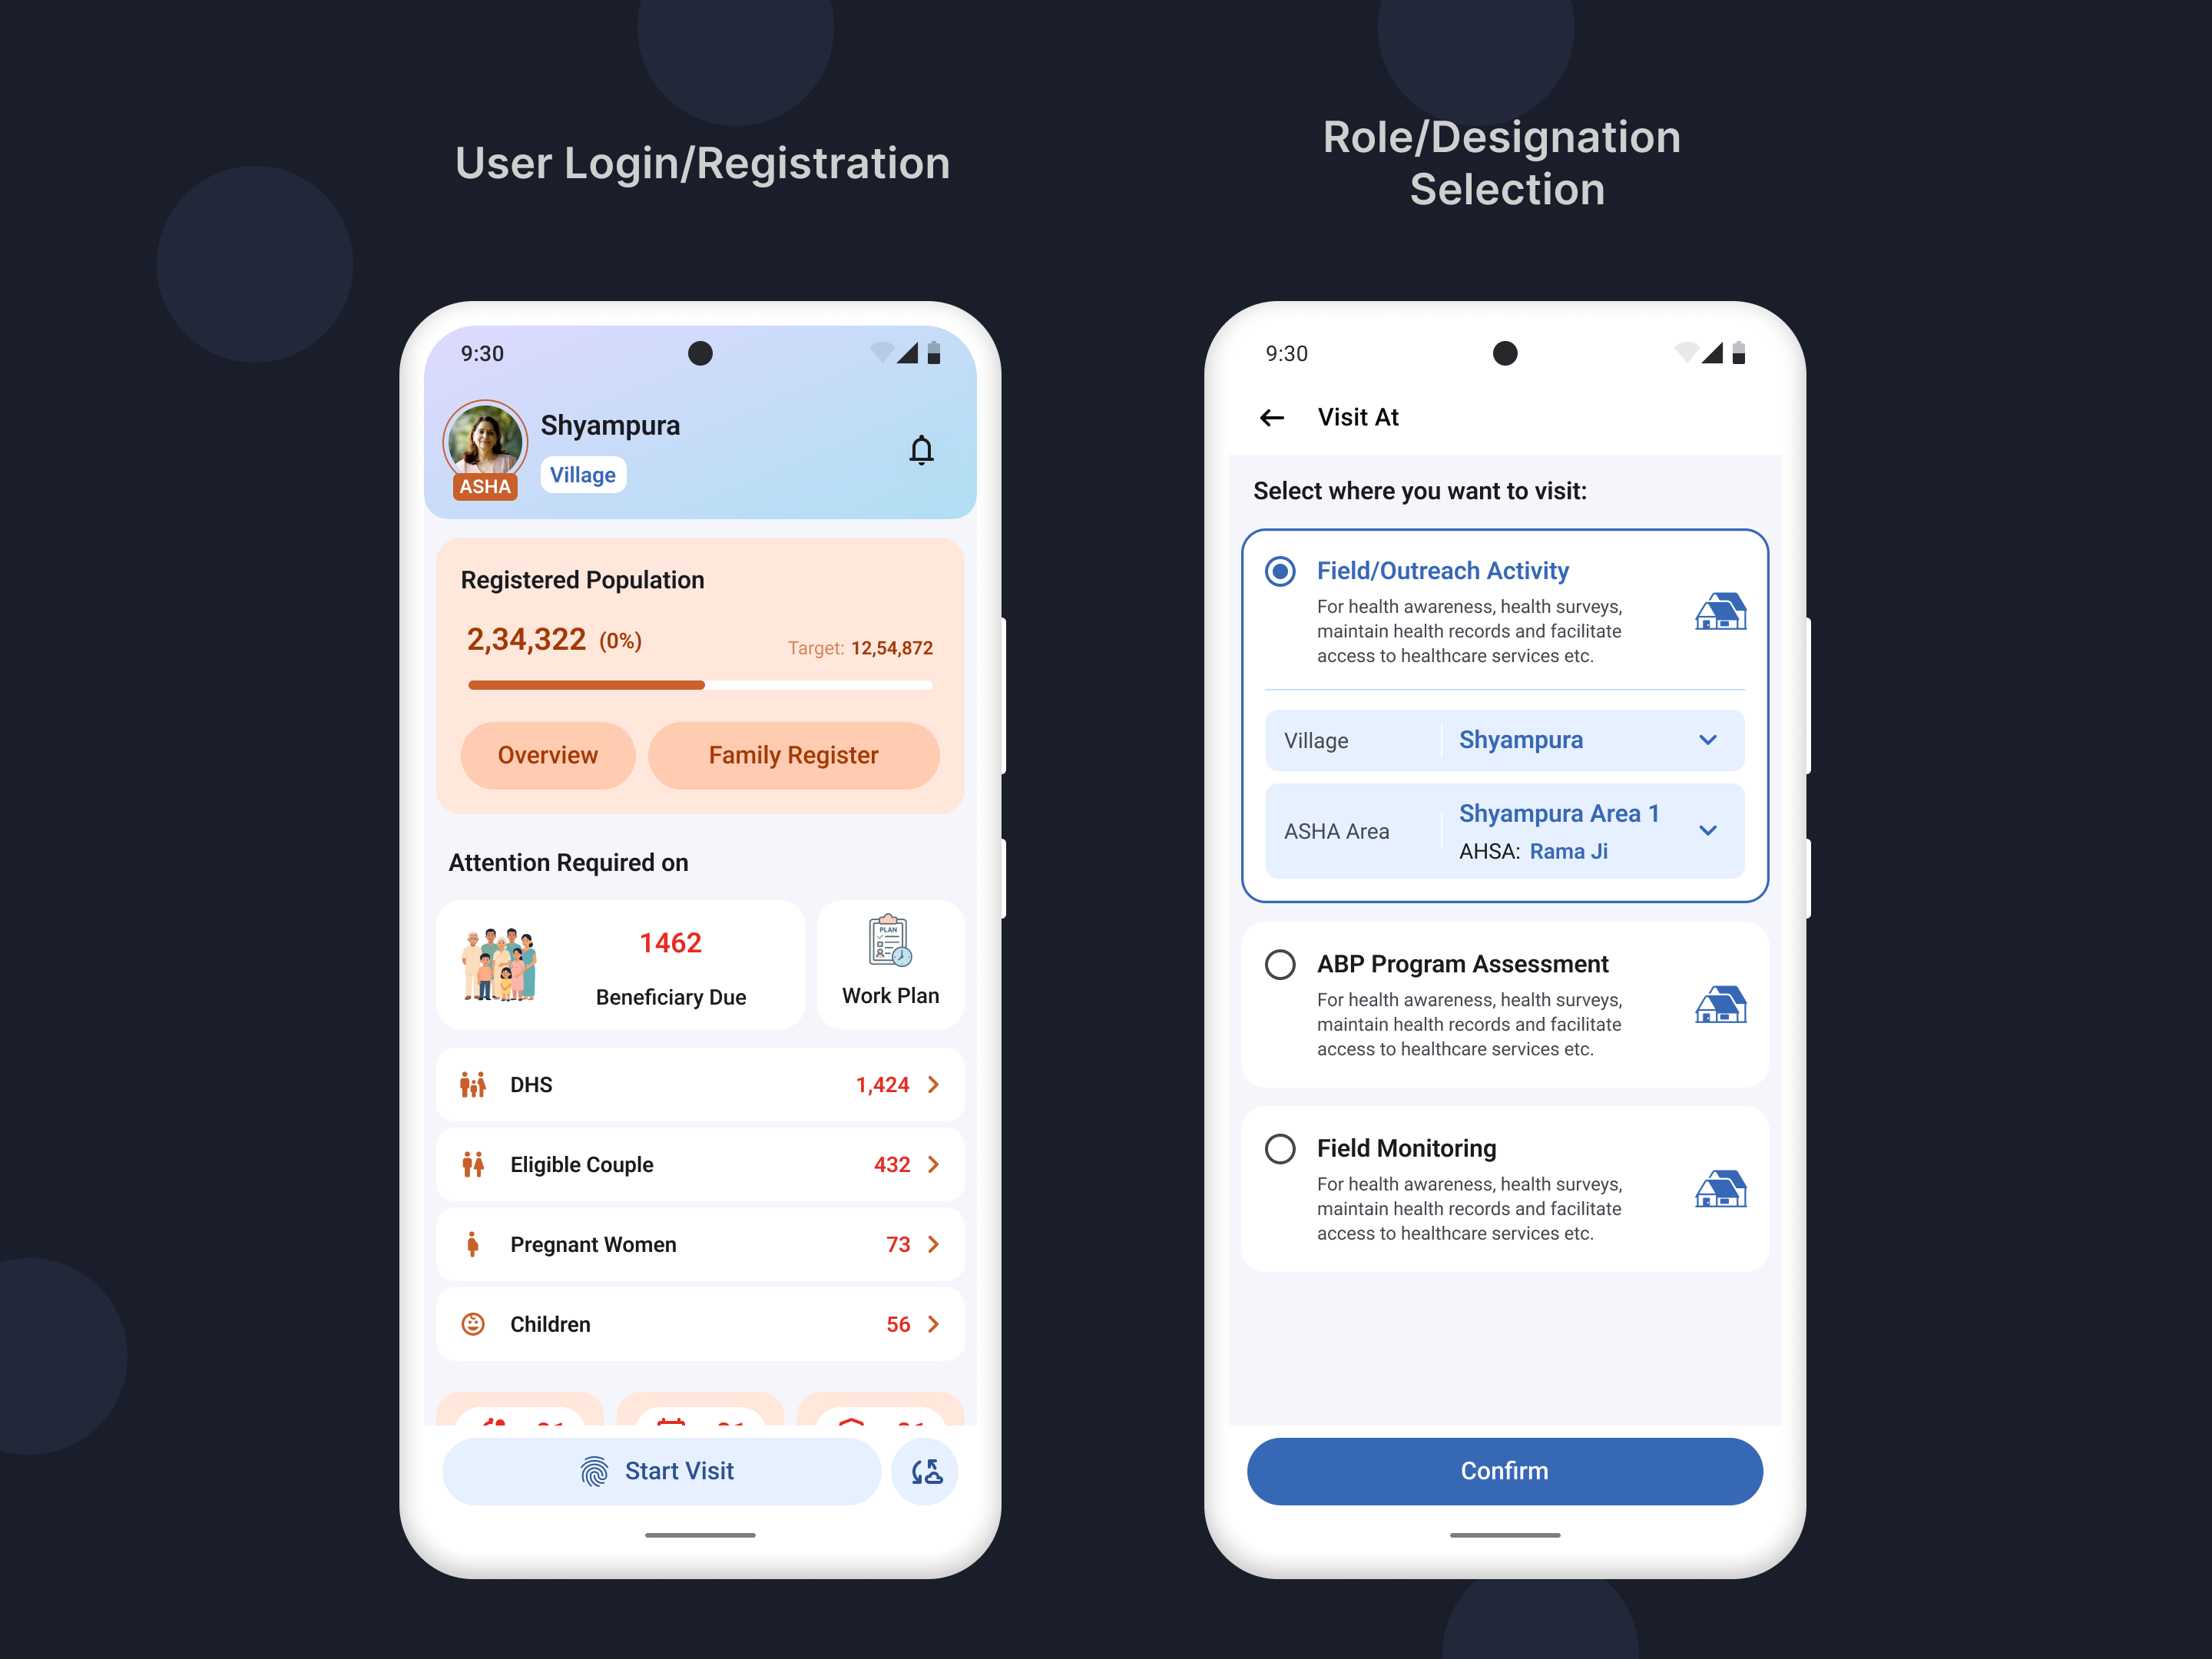 User Login/Registration
Role/Designation
Selection
9:30
Shyampura
Village
ASHA
Registered Population
2,34,322 (0%)
Target: 12,54,872
Overview
Family Register
Attention Required on
1462
Beneficiary Due
PLAN
Work Plan
DHS 1,424
Eligible Couple 432
Pregnant Women 73
Children 56
Start Visit
9:30
Visit At
Select where you want to visit:
Field/Outreach Activity
For health awareness, health surveys,
maintain health records and facilitate
access to healthcare services etc.
Village Shyampura
ASHA Area
Shyampura Area 1
AHSA: Rama Ji
ABP Program Assessment
For health awareness, health surveys,
maintain health records and facilitate
access to healthcare services etc.
Field Monitoring
For health awareness, health surveys,
maintain health records and facilitate
access to healthcare services etc.
Confirm